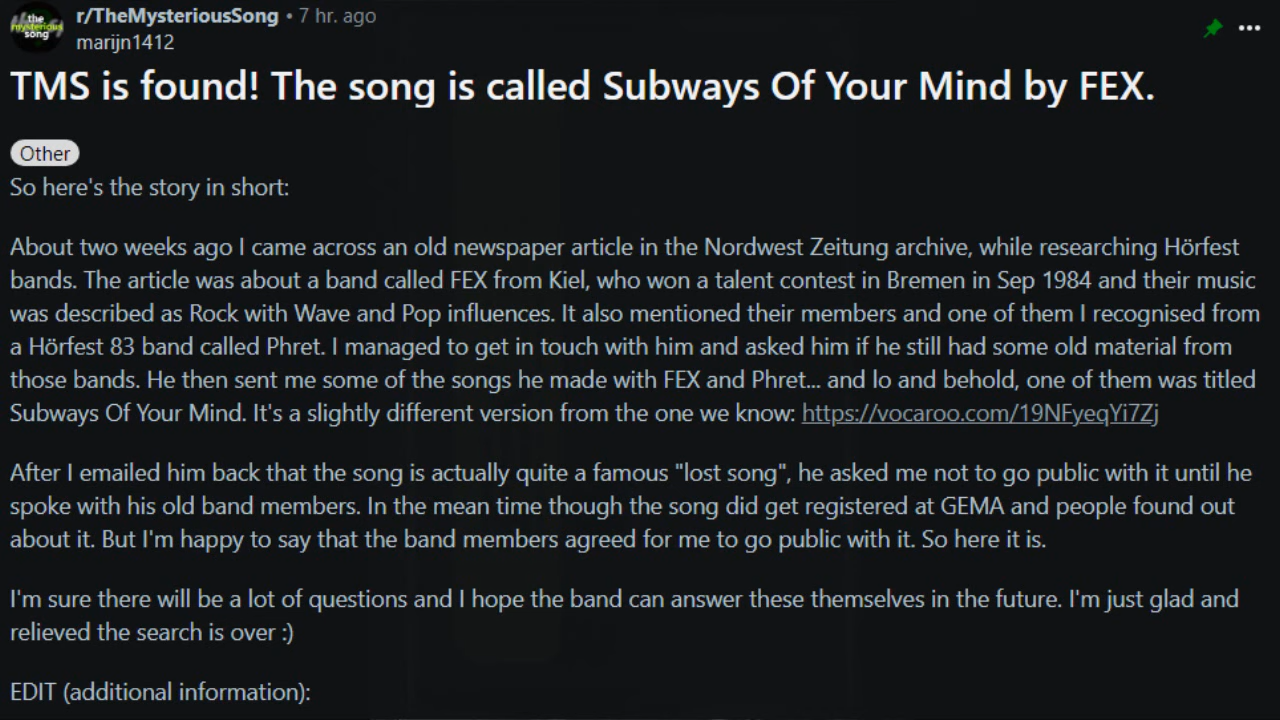 the
mysterious
song
r/TheMysteriousSong • 7 hr. ago
marijn1412
TMS is found! The song is called Subways Of Your Mind by FEX.
Other
So here's the story in short:
About two weeks ago I came across an old newspaper article in the Nordwest Zeitung archive, while researching Hörfest
bands. The article was about a band called FEX from Kiel, who won a talent contest in Bremen in Sep 1984 and their music
was described as Rock with Wave and Pop influences. It also mentioned their members and one of them I recognised from
a Hörfest 83 band called Phret. I managed to get in touch with him and asked him if he still had some old material from
those bands. He then sent me some of the songs he made with FEX and Phret... and lo and behold, one of them was titled
Subways Of Your Mind. It's a slightly different version from the one we know: https://vocaroo.com/19NFyeqYi7Zj
After I emailed him back that the song is actually quite a famous "lost song", he asked me not to go public with it until he
spoke with his old band members. In the mean time though the song did get registered at GEMA and people found out
about it. But I'm happy to say that the band members agreed for me to go public with it. So here it is.
I'm sure there will be a lot of questions and I hope the band can answer these themselves in the future. I'm just glad and
relieved the search is over :)
EDIT (additional information):